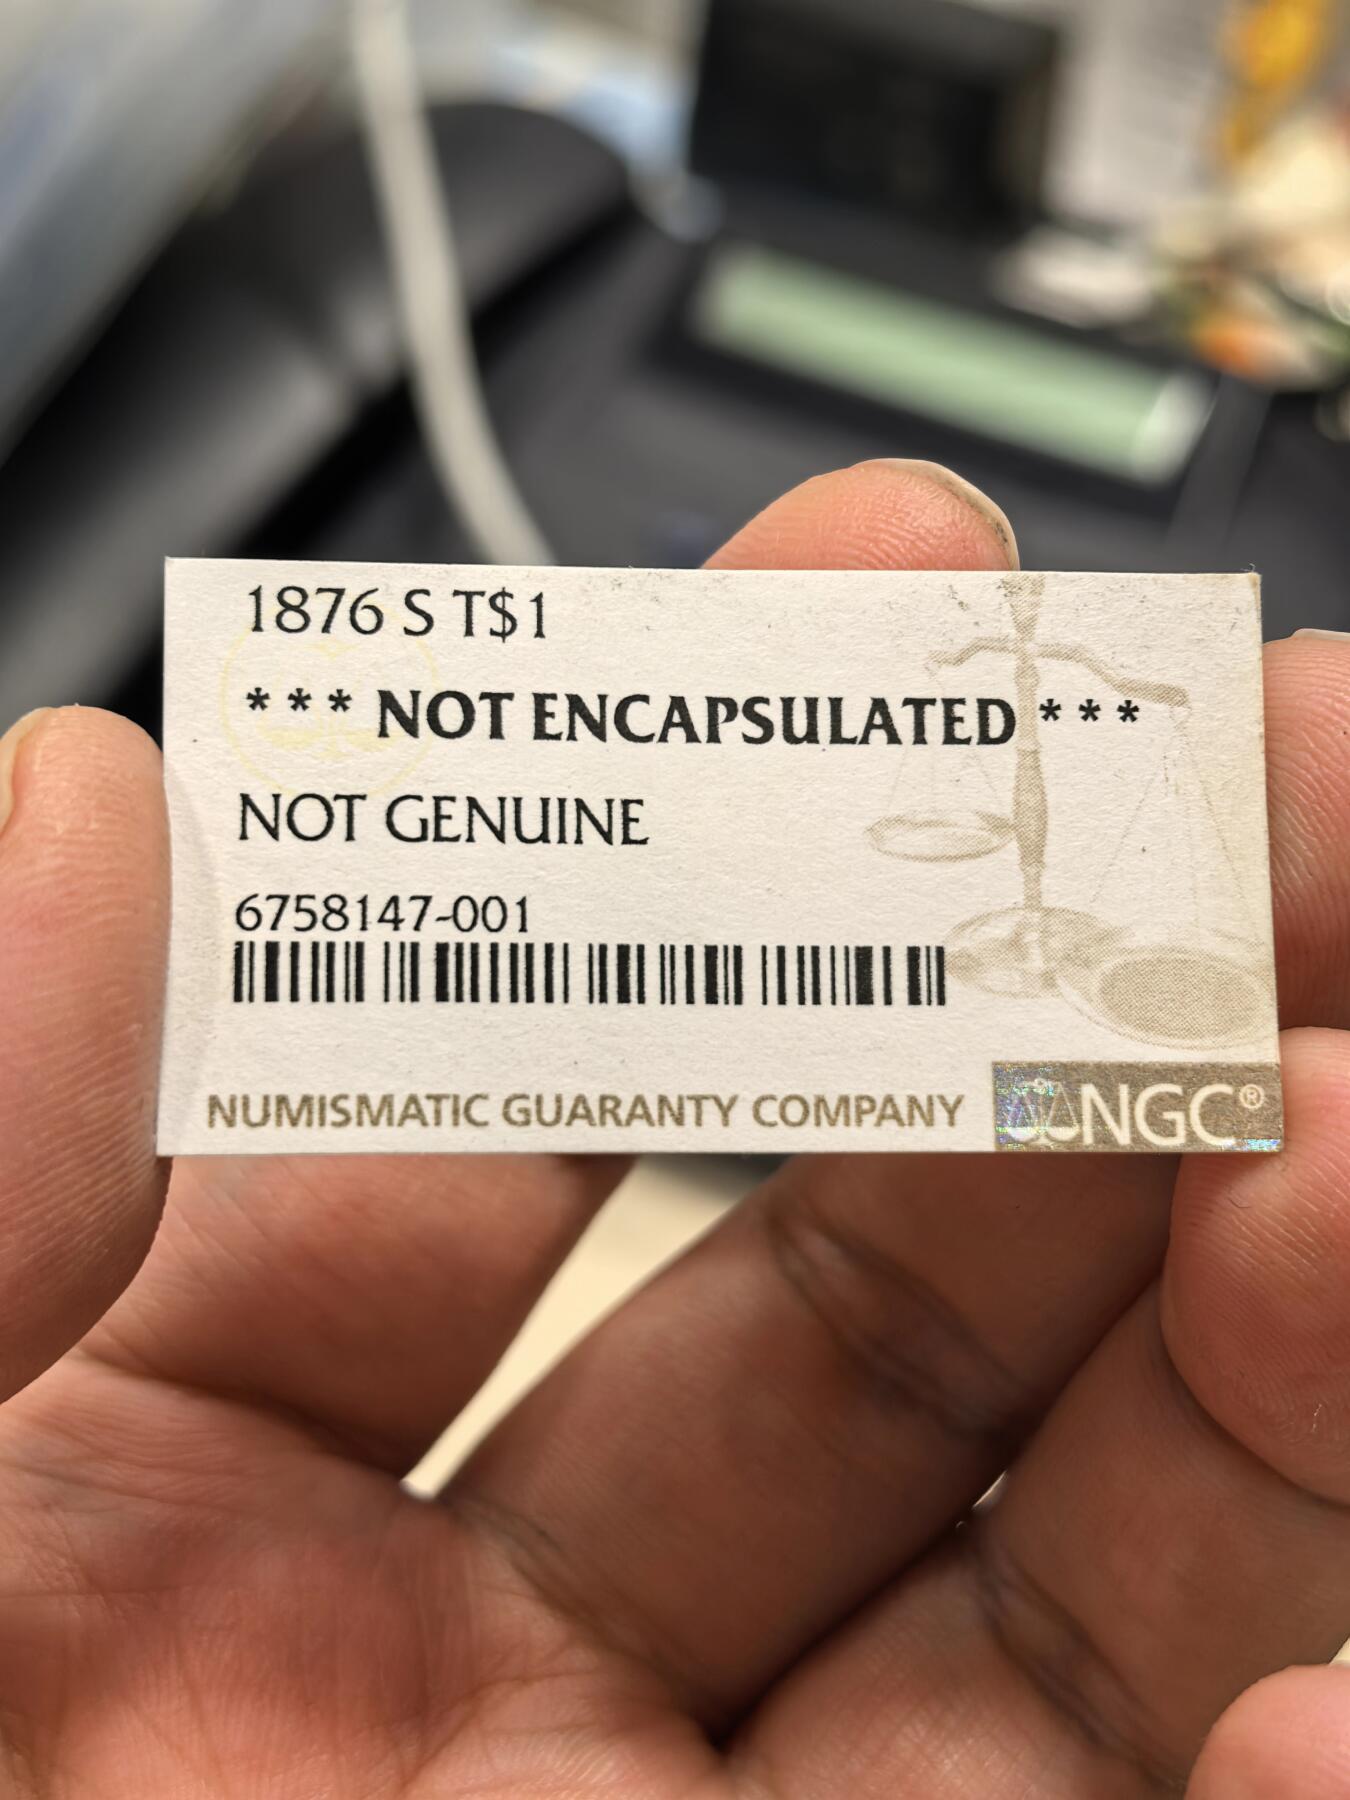 1876 S T$1
* * * NOT ENCAPSULATED * * *
NOT GENUINE
6758147-001
NUMISMATIC GUARANTY COMPANY NGC®